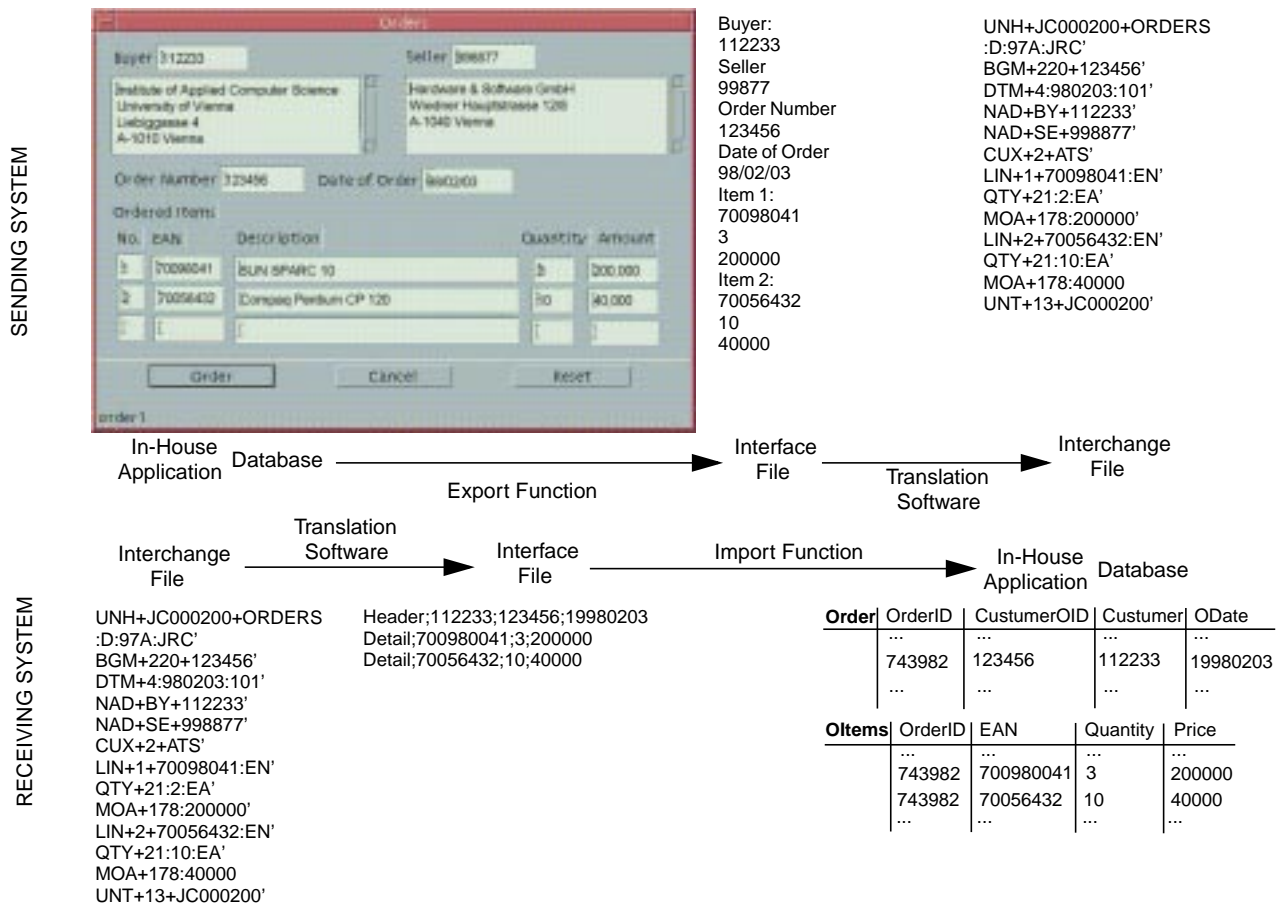 SENDING SYSTEM
Orders
Buyer 112233
Seller 998877
Institute of Applied Computer Science
University of Vienna
Liebiggasse 4
A-1010 Vienna
Hardware & Software GmbH
Wiedner Hauptstrasse 12/8
A-1040 Vienna
Order Number 123456 Date of Order 98/02/03
Ordered Items
No. EAN Description Quantity Amount
1 70098041 SUN SPARC 10 3 200.000
2 70056432 Compaq Pentium CP 120 10 40.000
Order Cancel Reset
order1
Buyer:
112233
Seller
99877
Order Number
123456
Date of Order
98/02/03
Item 1:
70098041
3
200000
Item 2:
70056432
10
40000
UNH+JC000200+ORDERS
:D:97A:JRC’
BGM+220+123456’
DTM+4:980203:101’
NAD+BY+112233’
NAD+SE+998877’
CUX+2+ATS’
LIN+1+70098041:EN’
QTY+21:2:EA’
MOA+178:200000’
LIN+2+70056432:EN’
QTY+21:10:EA’
MOA+178:40000
UNT+13+JC000200’
In-House
Application
Database
Export Function
Interface
File
Translation
Software
Interchange
File
RECEIVING SYSTEM
Interchange
File
Translation
Software
Interface
File
Import Function
In-House
Application
Database
UNH+JC000200+ORDERS
:D:97A:JRC’
BGM+220+123456’
DTM+4:980203:101’
NAD+BY+112233’
NAD+SE+998877’
CUX+2+ATS’
LIN+1+70098041:EN’
QTY+21:2:EA’
MOA+178:200000’
LIN+2+70056432:EN’
QTY+21:10:EA’
MOA+178:40000
UNT+13+JC000200’
Header;112233;123456;19980203
Detail;700980041;3;200000
Detail;70056432;10;40000
Order OrderID CustumerOID Custumer ODate
... ... ... ...
743982 123456 112233 19980203
... ... ... ...
OItems OrderID EAN Quantity Price
... ... ... ...
743982 700980041 3 200000
743982 70056432 10 40000
... ... ... ...